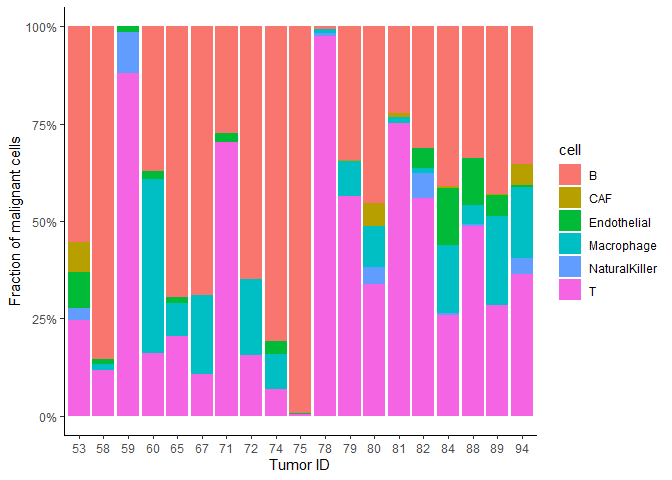 100%
75%
50%
25%
0%
Fraction of malignant cells
53 58 59 60 65 67 71 72 74 75 78 79 80 81 82 84 88 89 94
Tumor ID
cell
B
CAF
Endothelial
Macrophage
NaturalKiller
T